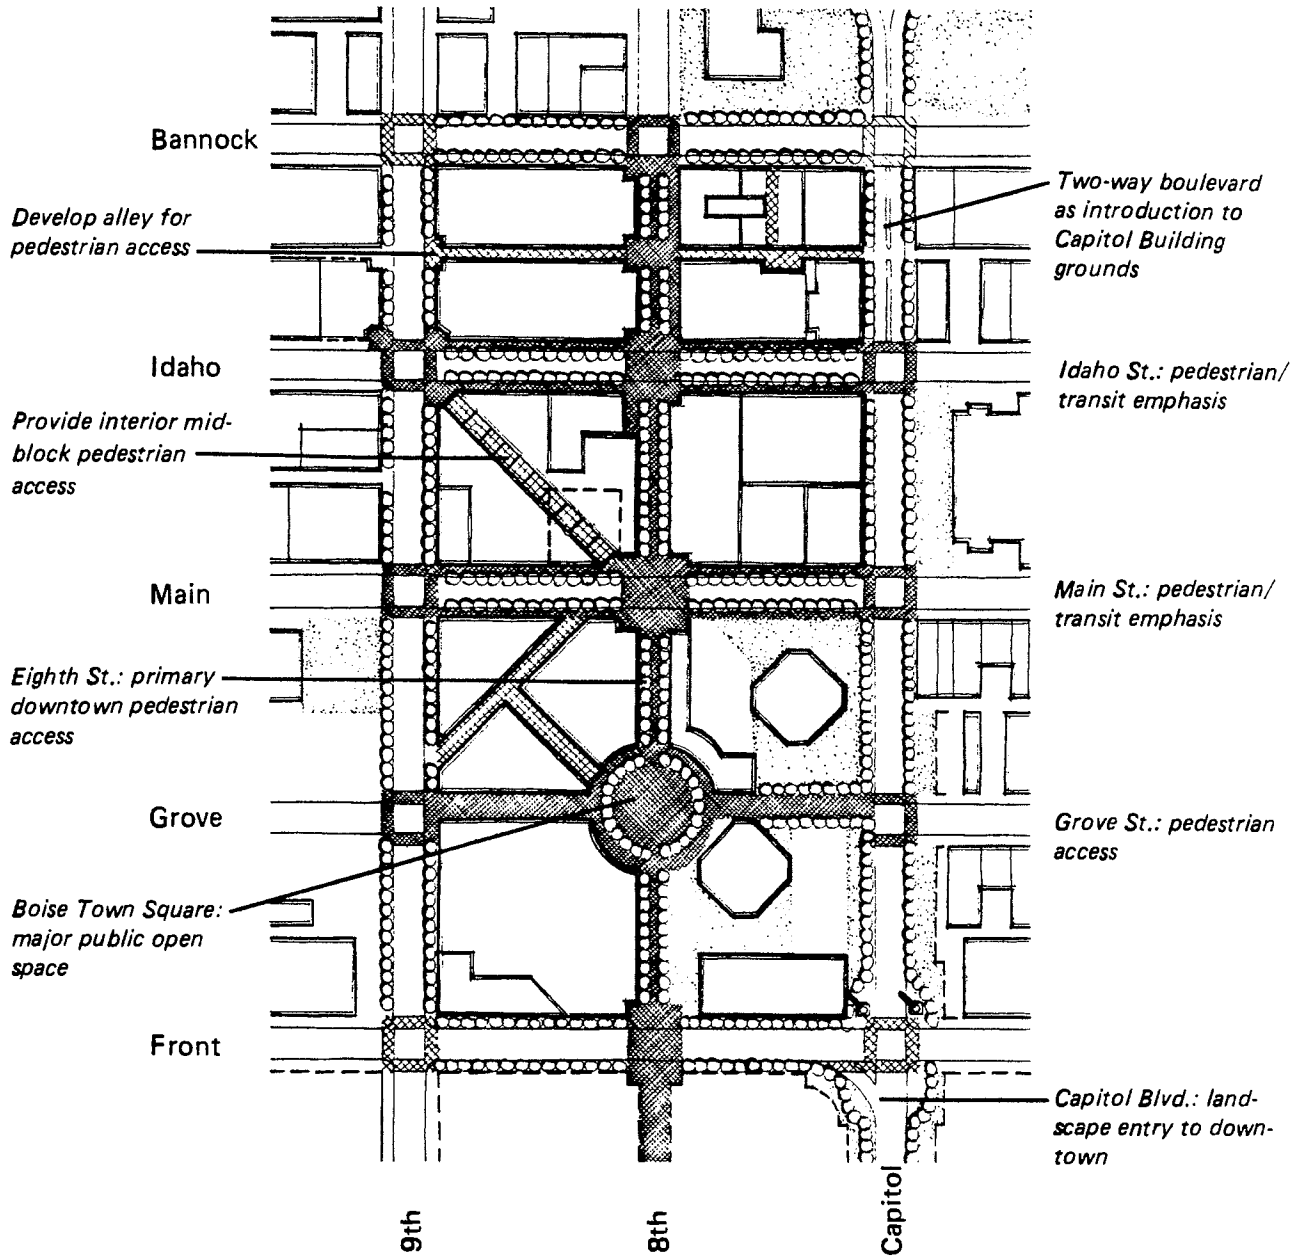 Bannock
Develop alley for
pedestrian access
Idaho
Provide interior mid-
block pedestrian
access
Main
Eighth St.: primary
downtown pedestrian
access
Grove
Boise Town Square:
major public open
space
Front
Two-way boulevard
as introduction to
Capitol Building
grounds
Idaho St.: pedestrian/
transit emphasis
Main St.: pedestrian/
transit emphasis
Grove St.: pedestrian
access
Capitol Blvd.: land-
scape entry to down-
town
9th
8th
Capitol